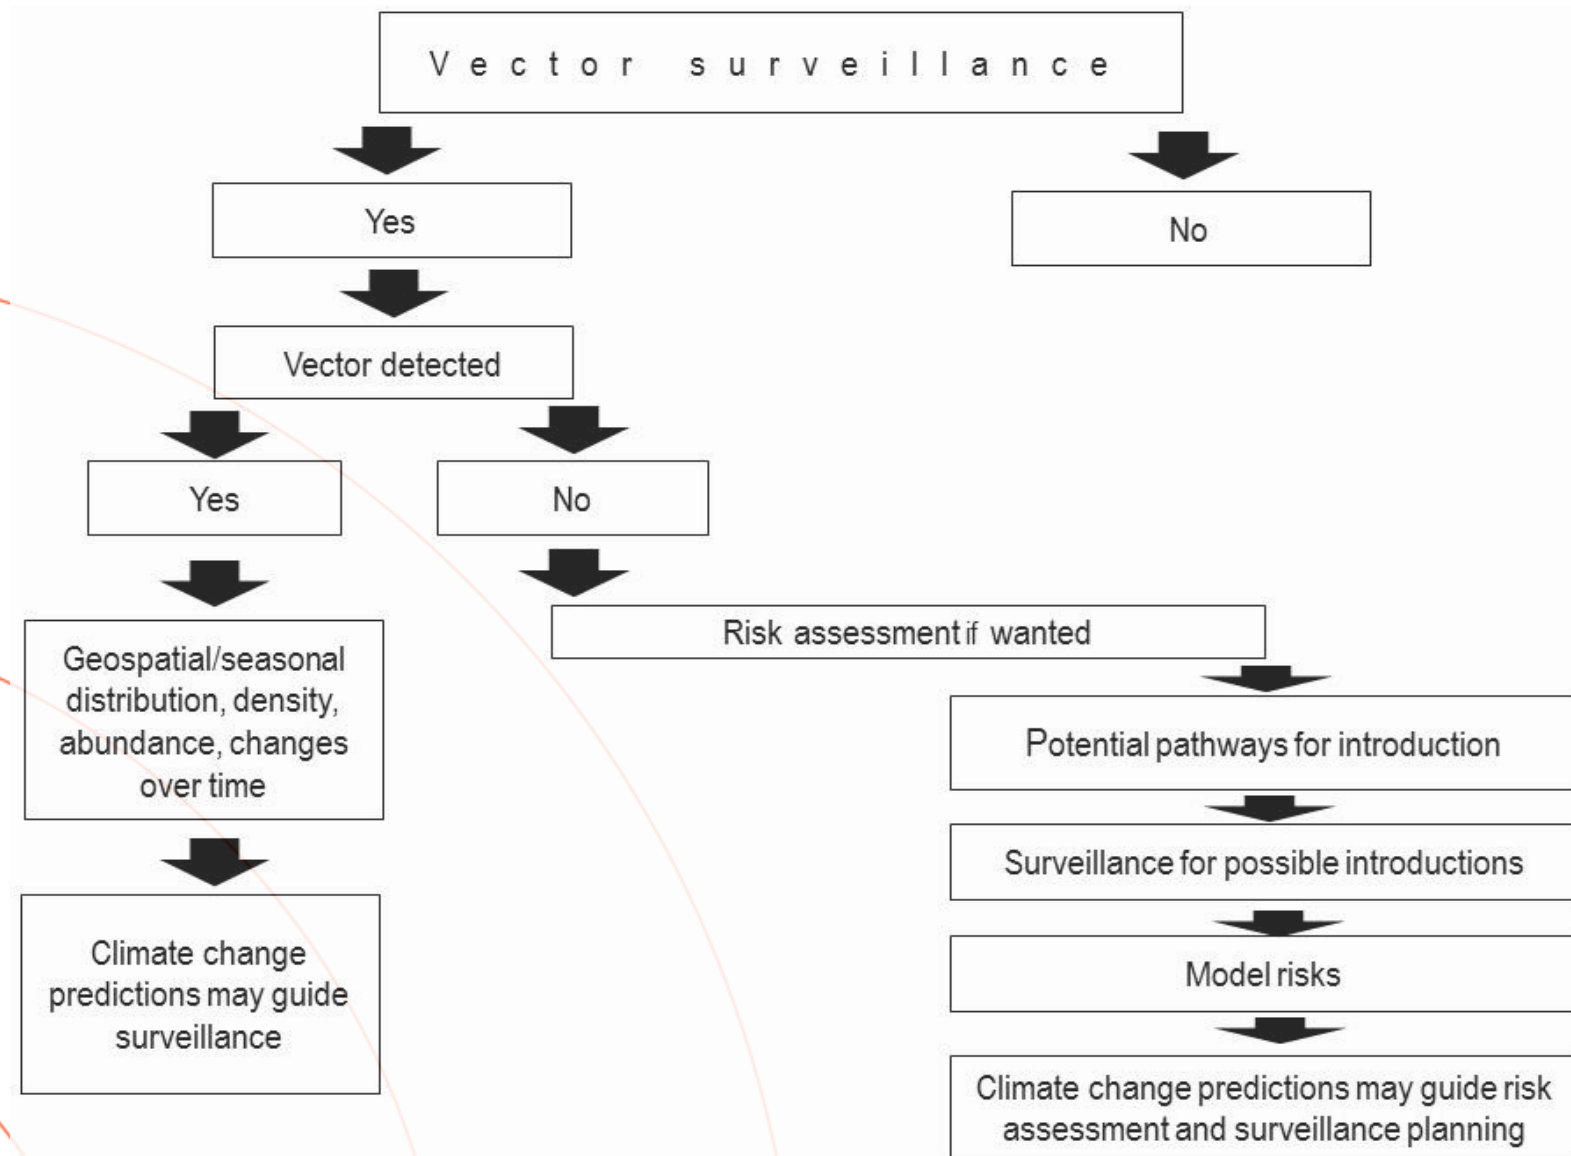 Vector surveillance
Yes
No
Vector detected
Yes
No
Geospatial/seasonal
distribution, density,
abundance, changes
over time
Climate change
predictions may guide
surveillance
Risk assessment if wanted
Potential pathways for introduction
Surveillance for possible introductions
Model risks
Climate change predictions may guide risk
assessment and surveillance planning